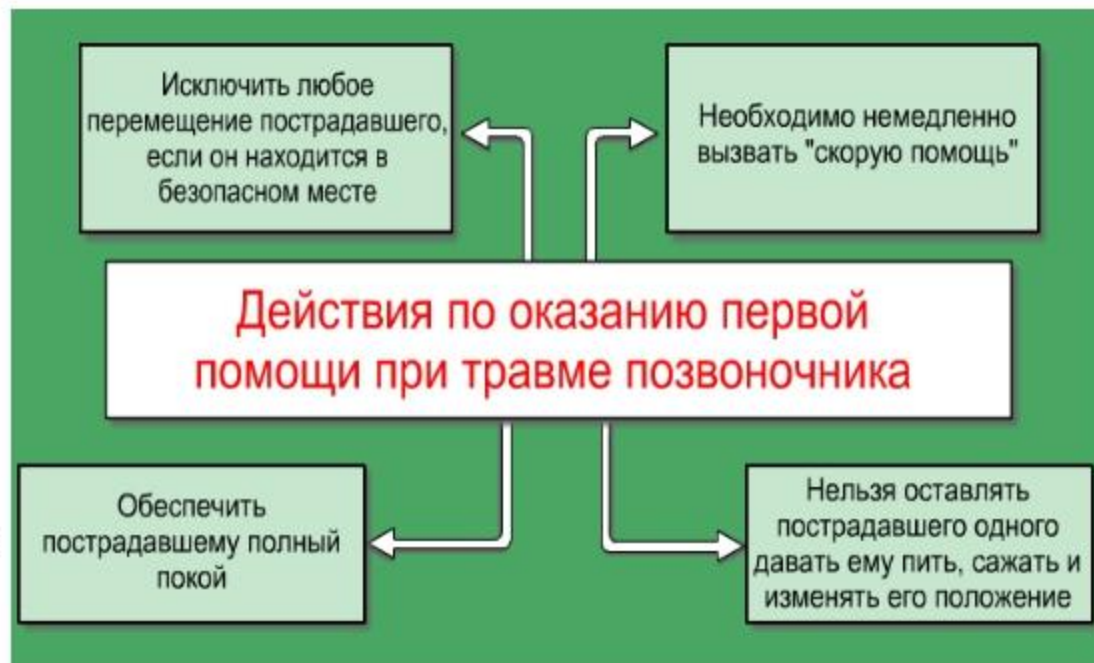 Исключить любое
перемещение пострадавшего,
если он находится в
безопасном месте
Необходимо немедленно
вызвать "скорую помощь"
Действия по оказанию первой
помощи при травме позвоночника
Обеспечить
пострадавшему полный
покой
Нельзя оставлять
пострадавшего одного
давать ему пить, сажать и
изменять его положение